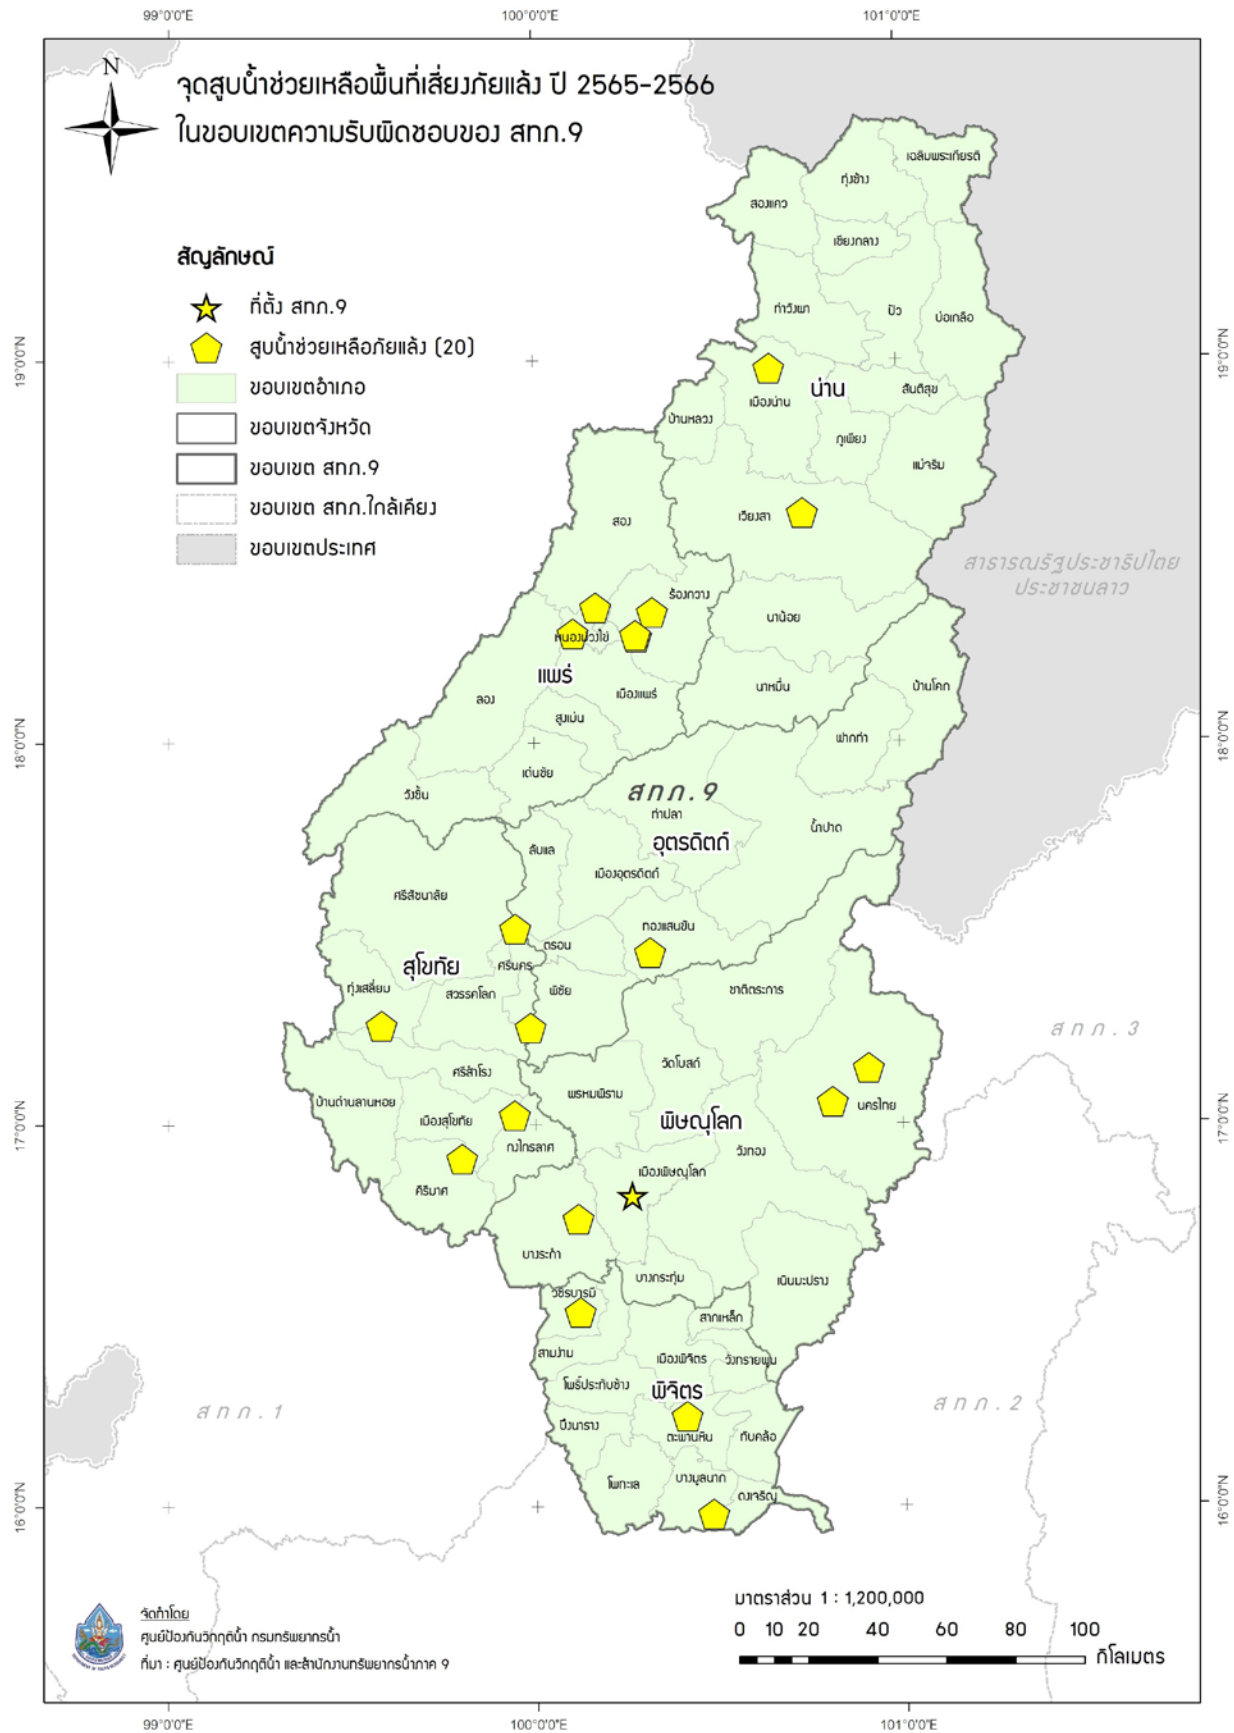 99°0'0"E
100°0'0"E
101°0'0"E
N
จุดสูบน้ำช่วยเหลือพื้นที่เสี่ยงภัยแล้ง ปี 2565-2566
ในขอบเขตความรับผิดชอบของ สทภ.9
สัญลักษณ์
ที่ตั้ง สทภ.9
สูบน้ำช่วยเหลือภัยแล้ง (20)
ขอบเขตอำเภอ
ขอบเขตจังหวัด
ขอบเขต สทภ.9
ขอบเขต สทภ.ใกล้เคียง
ขอบเขตประเทศ
เฉลิมพระเกียรติ
ทุ่งช้าง
สองแคว
เชียงกลาง
ท่าวังผา
ปัว
บ่อเกลือ
19°0'0"N
19°0'0"N
น่าน
สันติสุข
เมืองน่าน
บ้านหลวง
ภูเพียง
แม่จริม
เวียงสา
สอง
สาธารณรัฐประชาธิปไตย
ประชาชนลาว
ร้องกวาง
นาน้อย
หนองม่วงไข่
แพร่
นาหมื่น
บ้านโคก
เมืองแพร่
ลอง
สูงเม่น
ฟากท่า
18°0'0"N
18°0'0"N
เด่นชัย
วังชิ้น
สทภ.9
ท่าปลา
น้ำปาด
อุตรดิตถ์
ลับแล
เมืองอุตรดิตถ์
ศรีสัชนาลัย
ทองแสนขัน
ตรอน
ศรีนคร
สุโขทัย
ทุ่งเสลี่ยม
สวรรคโลก
พิชัย
ชาติตระการ
สทภ.3
วัดโบสถ์
ศรีสำโรง
พรหมพิราม
บ้านด่านลานหอย
นครไทย
เมืองสุโขทัย
พิษณุโลก
17°0'0"N
17°0'0"N
กงไกรลาศ
วังทอง
เมืองพิษณุโลก
คีรีมาศ
บางระกำ
บางกระทุ่ม
เนินมะปราง
วชิรบารมี
สากเหล็ก
สามง่าม
เมืองพิจิตร
วังทรายพูน
โพธิ์ประทับช้าง
พิจิตร
สทภ.1
สทภ.2
บึงนาราง
ตะพานหิน
ทับคล้อ
โพทะเล
บางมูลนาก
ดงเจริญ
16°0'0"N
16°0'0"N
มาตราส่วน 1 : 1,200,000
0 10 20 40 60 80 100
กิโลเมตร
จัดทำโดย
ศูนย์ป้องกันวิกฤติน้ำ กรมทรัพยากรน้ำ
ที่มา : ศูนย์ป้องกันวิกฤติน้ำ และสำนักงานทรัพยากรน้ำภาค 9
99°0'0"E
100°0'0"E
101°0'0"E